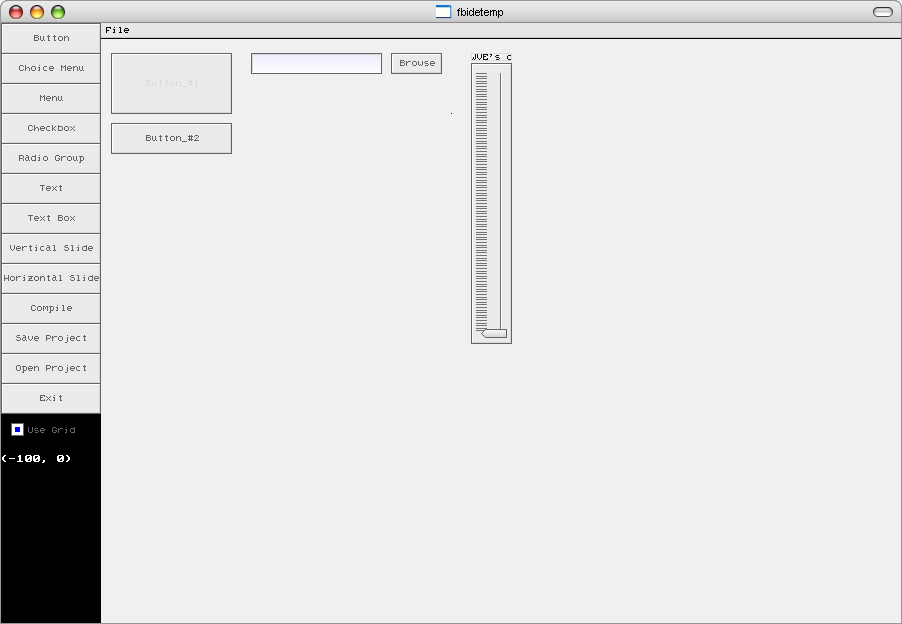 fbidetemp
File
Button
Choice Menu
Menu
Checkbox
Radio Group
Text
Text Box
Vertical Slide
Horizontal Slide
Compile
Save Project
Open Project
Exit
Use Grid
(-100, 0)
Button_#1
Button_#2
Browse
WVE's c